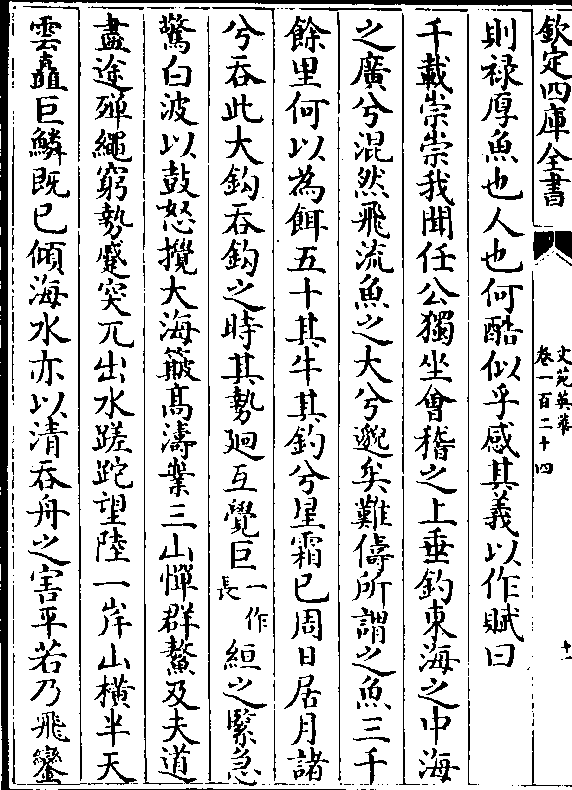 欽定四庫全書
文苑英華
卷一百二十四
十一
則禄厚魚也人也何酷似乎感其義以作賦曰
千載崇崇我聞任公獨坐會稽之上垂釣東海之中海
之廣兮混然飛流魚之大兮邈矣難儔所謂之魚三千
餘里何以為餌五十其牛其釣兮星霜已周日居月諸
兮吞此大鈎吞鈎之時其勢廻互覺巨一作長絙之緊急
驚白波以鼓怒攪大海簸髙濤業三山憚群鰲及夫道
盡途殫繩窮勢蹙突兀出水蹉跎望陸一岸山横半天
雲矗巨鱗既已傾海水亦以清吞舟之害平若乃飛鑾